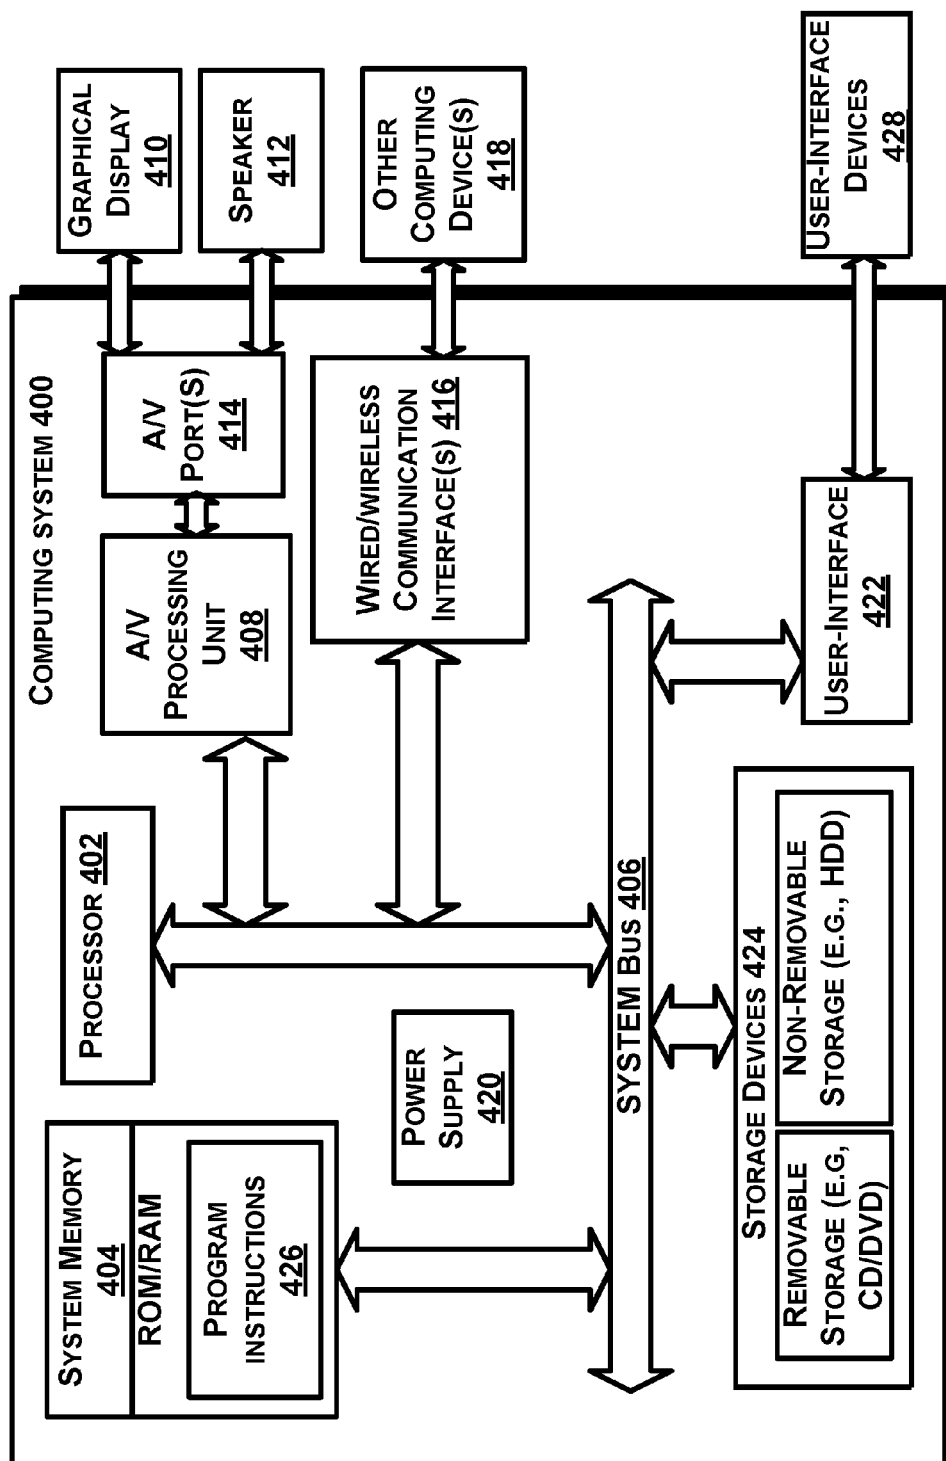 COMPUTING SYSTEM 400
SYSTEM MEMORY
404
ROM/RAM
PROGRAM
INSTRUCTIONS
426
PROCESSOR 402
A/V
PROCESSING
UNIT
408
A/V
PORT(S)
414
GRAPHICAL
DISPLAY
410
SPEAKER
412
POWER
SUPPLY
420
WIRED/WIRELESS
COMMUNICATION
INTERFACE(S) 416
OTHER
COMPUTING
DEVICE(S)
418
SYSTEM BUS 406
STORAGE DEVICES 424
REMOVABLE
STORAGE (E.G,
CD/DVD)
NON-REMOVABLE
STORAGE (E.G., HDD)
USER-INTERFACE
422
USER-INTERFACE
DEVICES
428